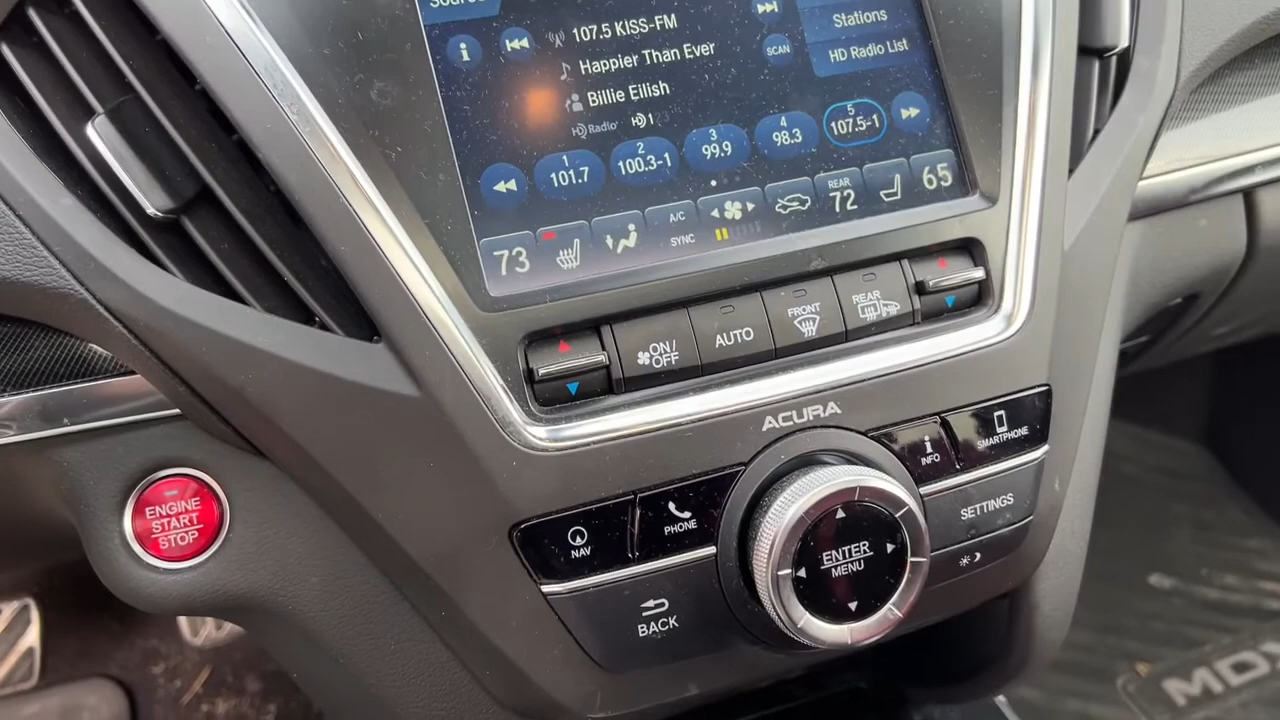 Source
107.5 KISS-FM
Happier Than Ever
Billie Eilish
HD Radio HD 1
SCAN
Stations
HD Radio List
1
101.7
2
100.3-1
3
99.9
4
98.3
5
107.5-1
73
A/C
SYNC
REAR
72
65
ON/
OFF
AUTO
FRONT
REAR
ACURA
ENGINE
START
STOP
NAV
PHONE
i
INFO
SMARTPHONE
BACK
ENTER
MENU
SETTINGS
MDX